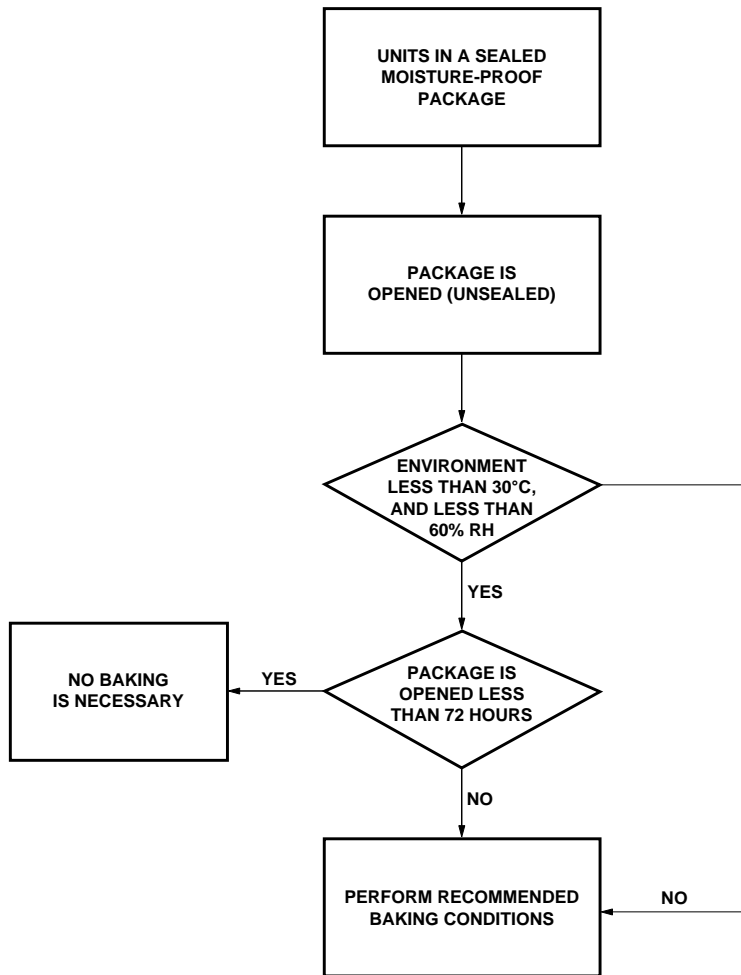 UNITS IN A SEALED
MOISTURE-PROOF
PACKAGE
PACKAGE IS
OPENED (UNSEALED)
ENVIRONMENT
LESS THAN 30°C,
AND LESS THAN
60% RH
YES
NO BAKING
IS NECESSARY
YES
PACKAGE IS
OPENED LESS
THAN 72 HOURS
NO
PERFORM RECOMMENDED
BAKING CONDITIONS
NO